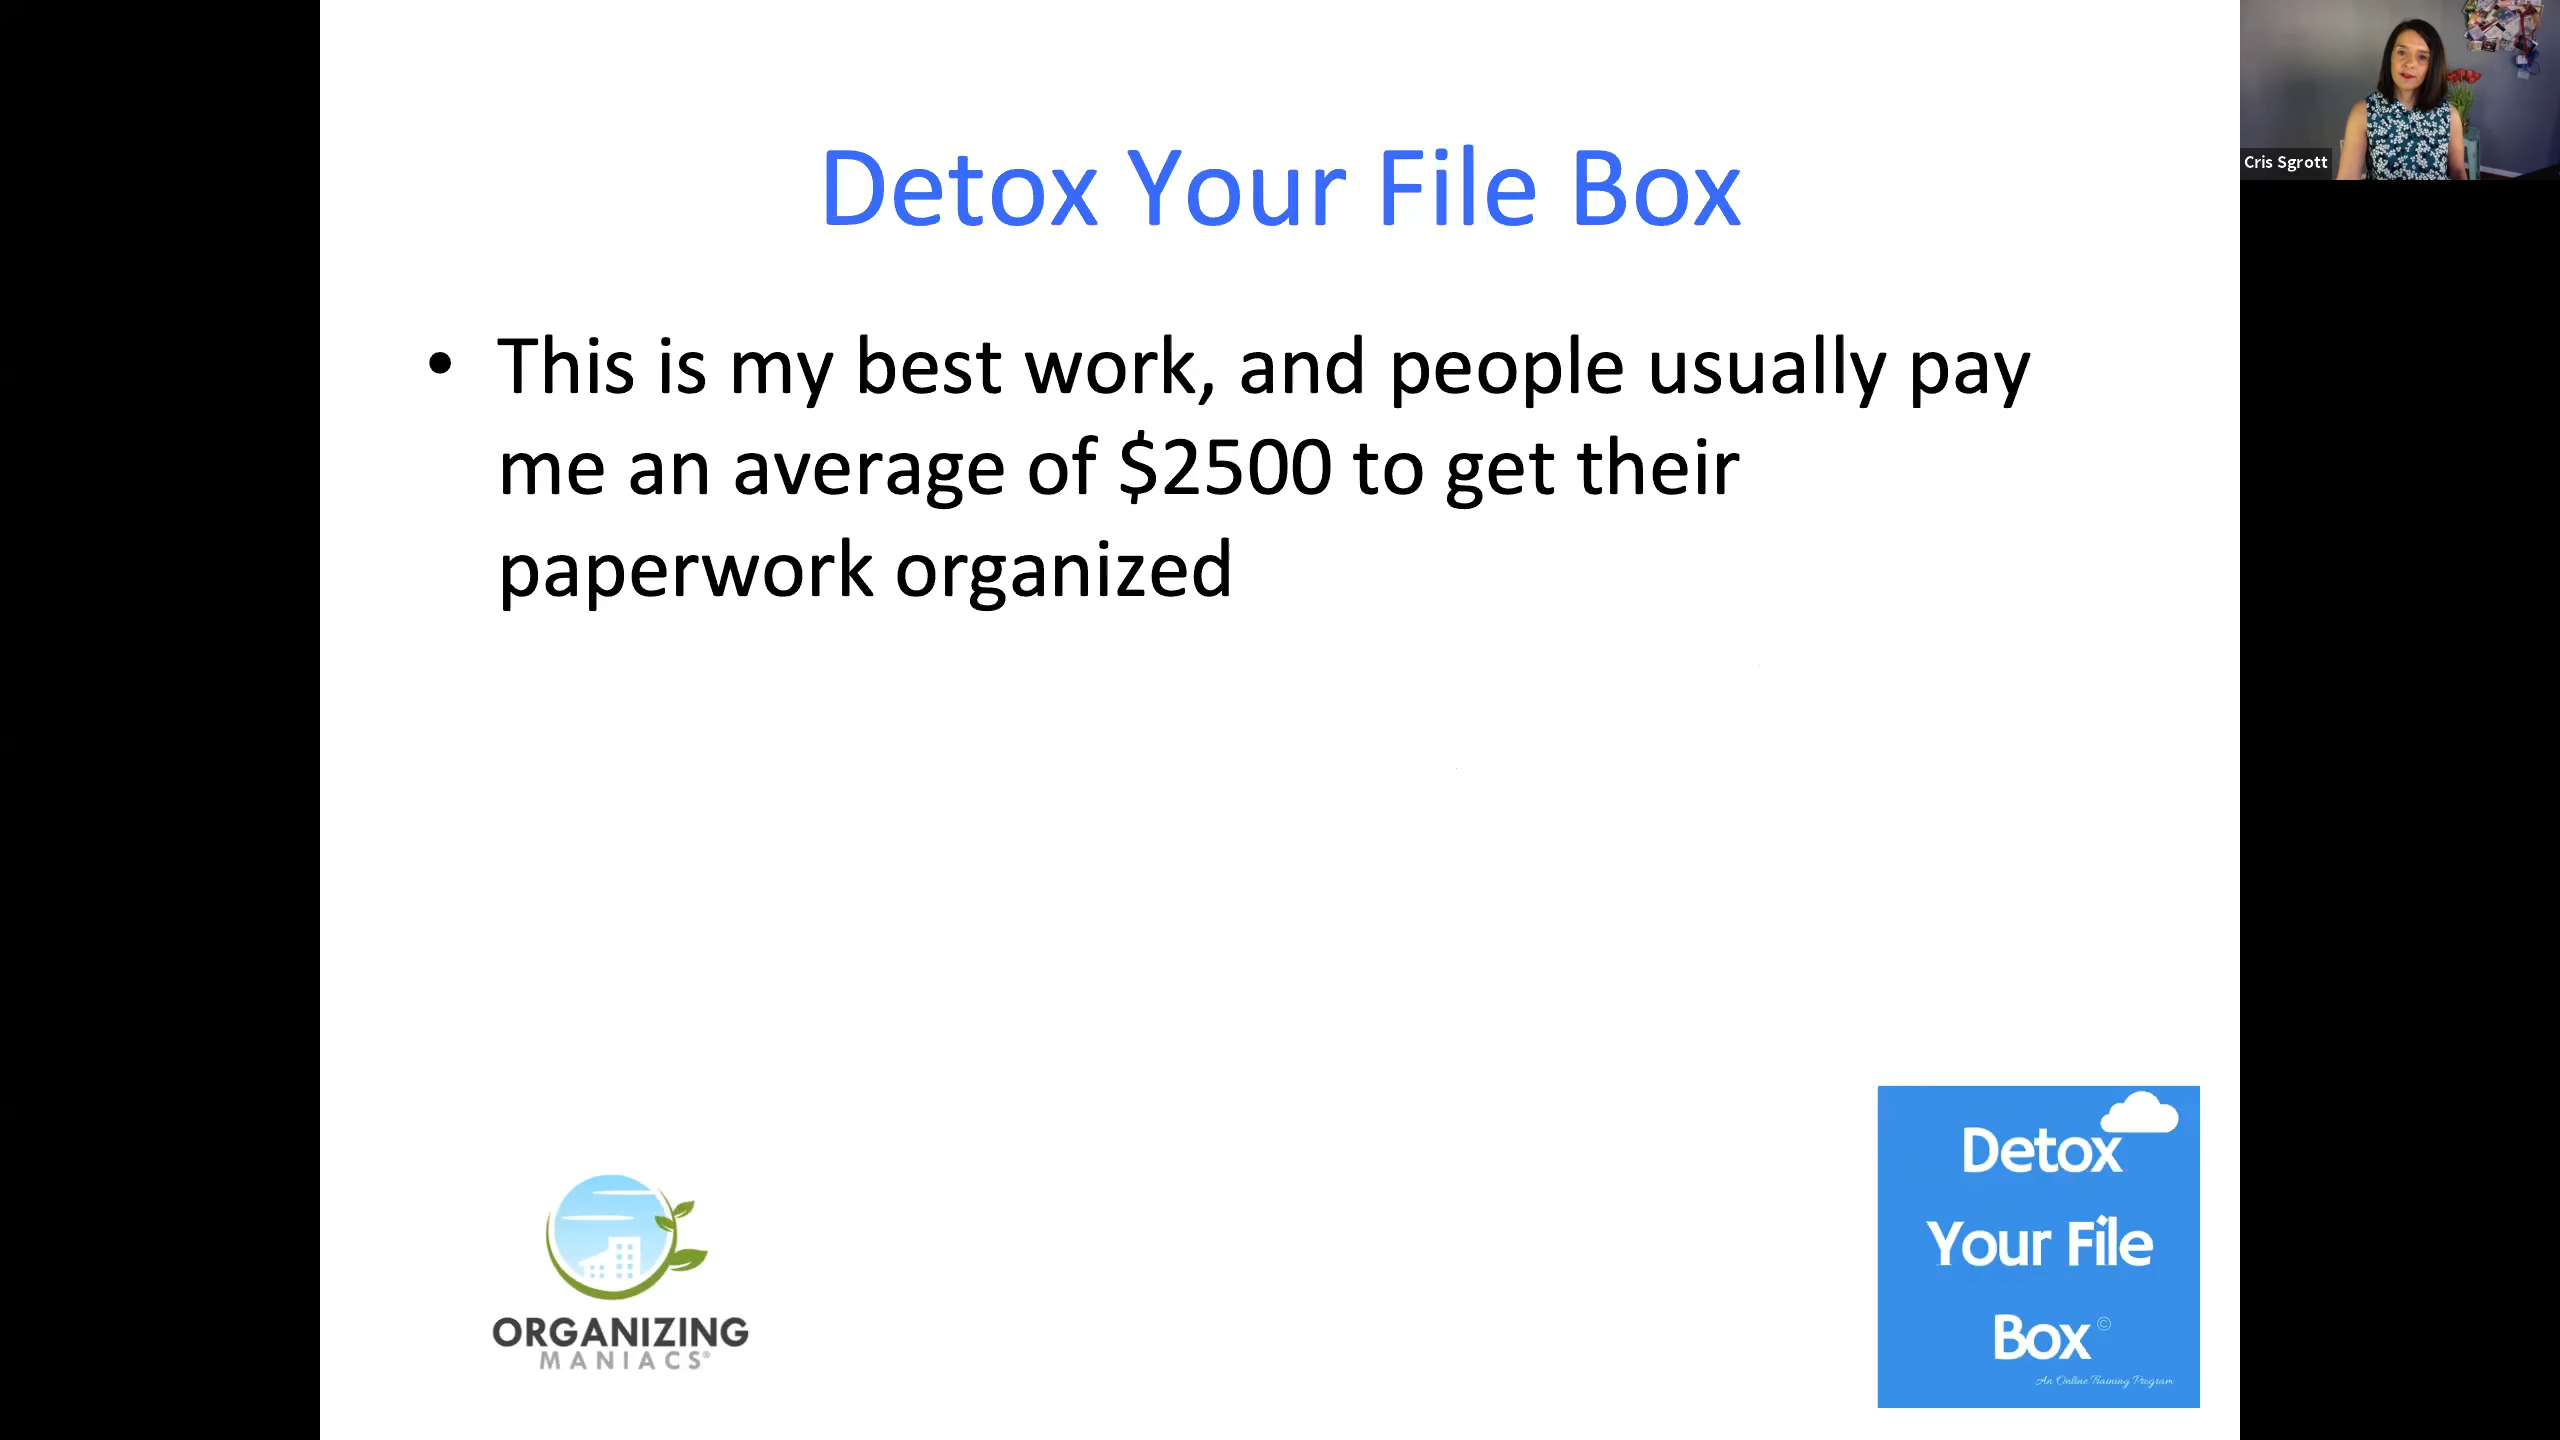 Detox Your File Box
• This is my best work, and people usually pay
me an average of $2500 to get their
paperwork organized
Cris Sgrott
ORGANIZING
MANIACS®
Detox
Your File
Box©
An Online Training Program